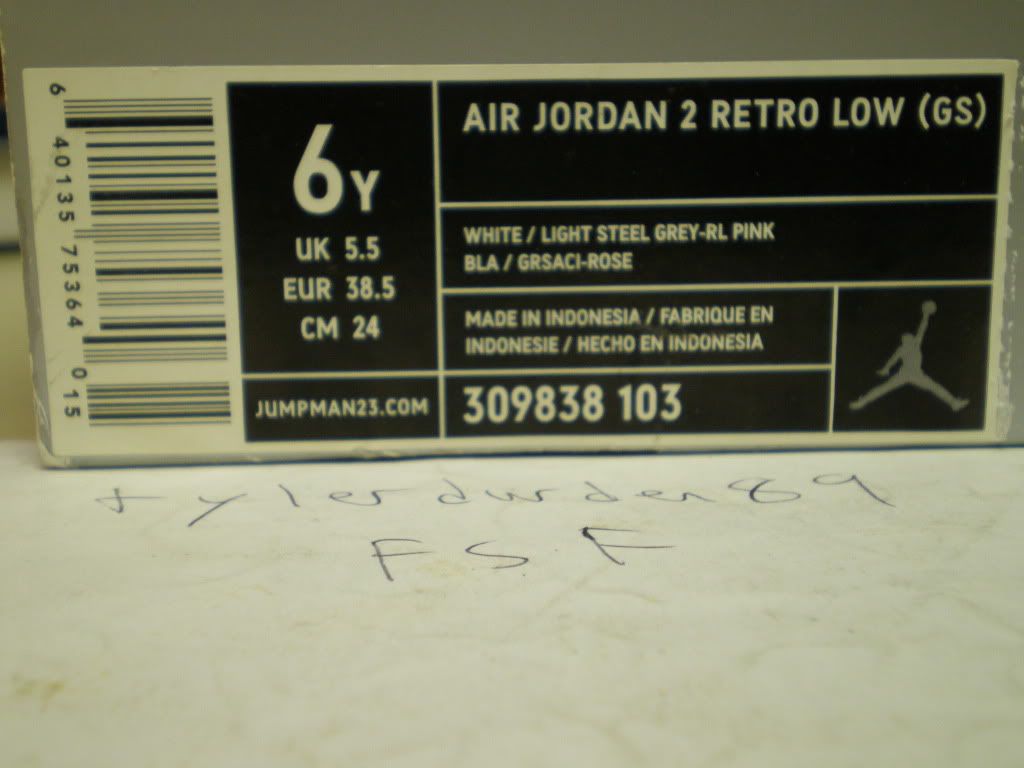 6 40135 75364 015
6Y
UK 5.5
EUR 38.5
CM 24
JUMPMAN23.COM
AIR JORDAN 2 RETRO LOW (GS)
WHITE / LIGHT STEEL GREY-RL PINK
BLA / GRSACI-ROSE
MADE IN INDONESIA / FABRIQUE EN
INDONESIE / HECHO EN INDONESIA
309838 103
tylerdurden89
FSF